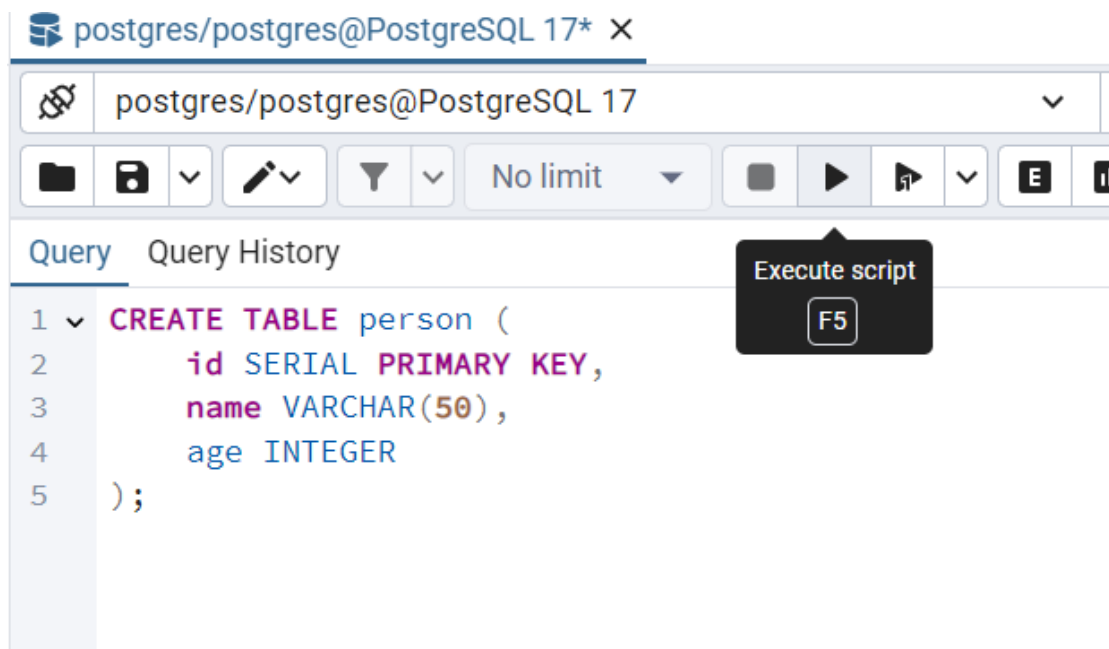 postgres/postgres@PostgreSQL 17*
postgres/postgres@PostgreSQL 17
No limit
E
Query Query History
Execute script
F5
1 CREATE TABLE person (
2 id SERIAL PRIMARY KEY,
3 name VARCHAR(50),
4 age INTEGER
5 );